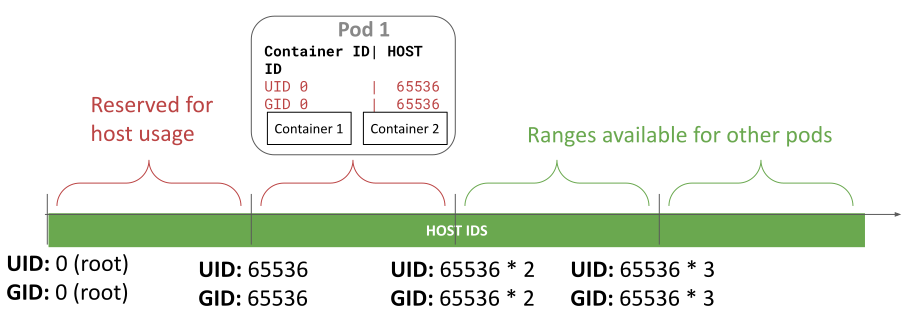 Pod 1
Container ID| HOST
ID
UID 0 | 65536
GID 0 | 65536
Container 1
Container 2
Reserved for
host usage
Ranges available for other pods
HOST IDS
UID: 0 (root)
GID: 0 (root)
UID: 65536
GID: 65536
UID: 65536 * 2
GID: 65536 * 2
UID: 65536 * 3
GID: 65536 * 3